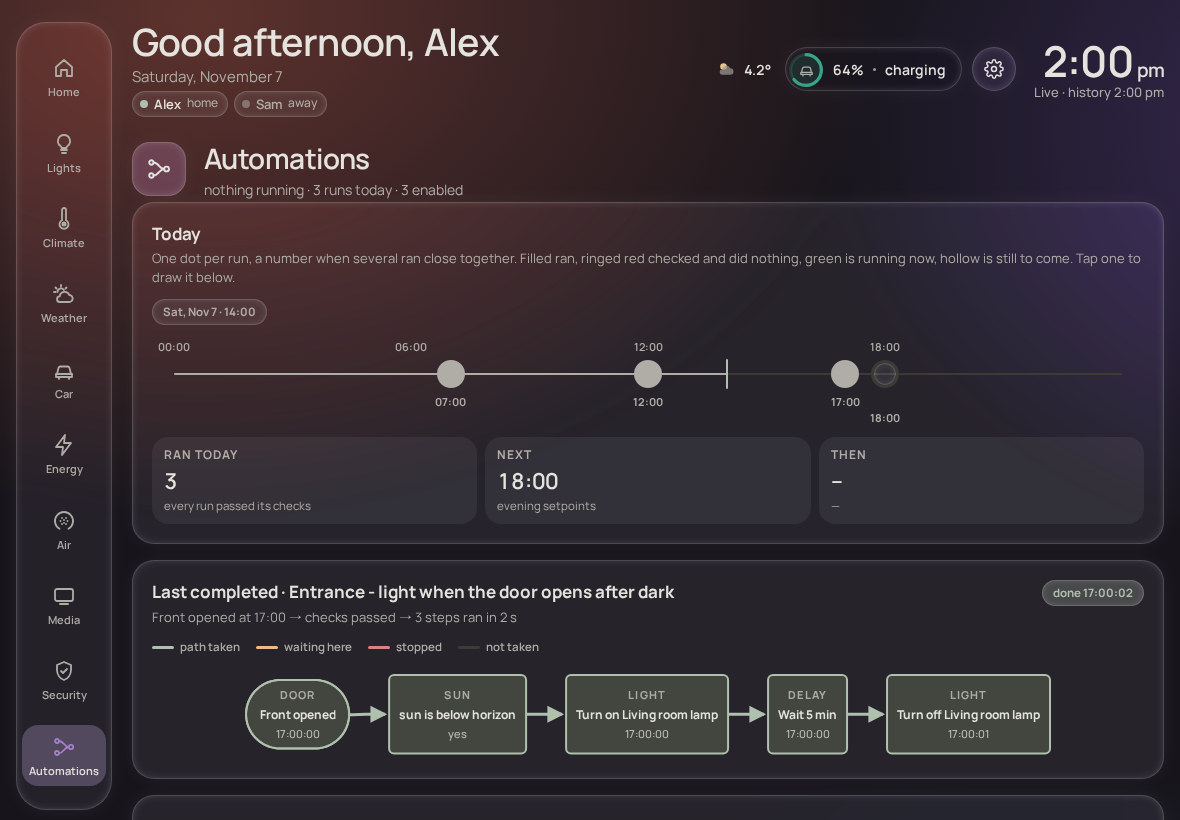 Good afternoon, Alex
Saturday, November 7
Alex home
Sam away
4.2°
64% · charging
2:00 pm
Live · history 2:00 pm
Home
Lights
Climate
Weather
Car
Energy
Air
Media
Security
Automations
Automations
nothing running · 3 runs today · 3 enabled
Today
One dot per run, a number when several ran close together. Filled ran, ringed red checked and did nothing, green is running now, hollow is still to come. Tap one to
draw it below.
Sat, Nov 7 · 14:00
00:00
06:00
12:00
18:00
07:00
12:00
17:00
18:00
RAN TODAY
3
every run passed its checks
NEXT
18:00
evening setpoints
THEN
–
—
Last completed · Entrance - light when the door opens after dark
done 17:00:02
Front opened at 17:00 → checks passed → 3 steps ran in 2 s
path taken
waiting here
stopped
not taken
DOOR
Front opened
17:00:00
SUN
sun is below horizon
yes
LIGHT
Turn on Living room lamp
17:00:00
DELAY
Wait 5 min
17:00:00
LIGHT
Turn off Living room lamp
17:00:01